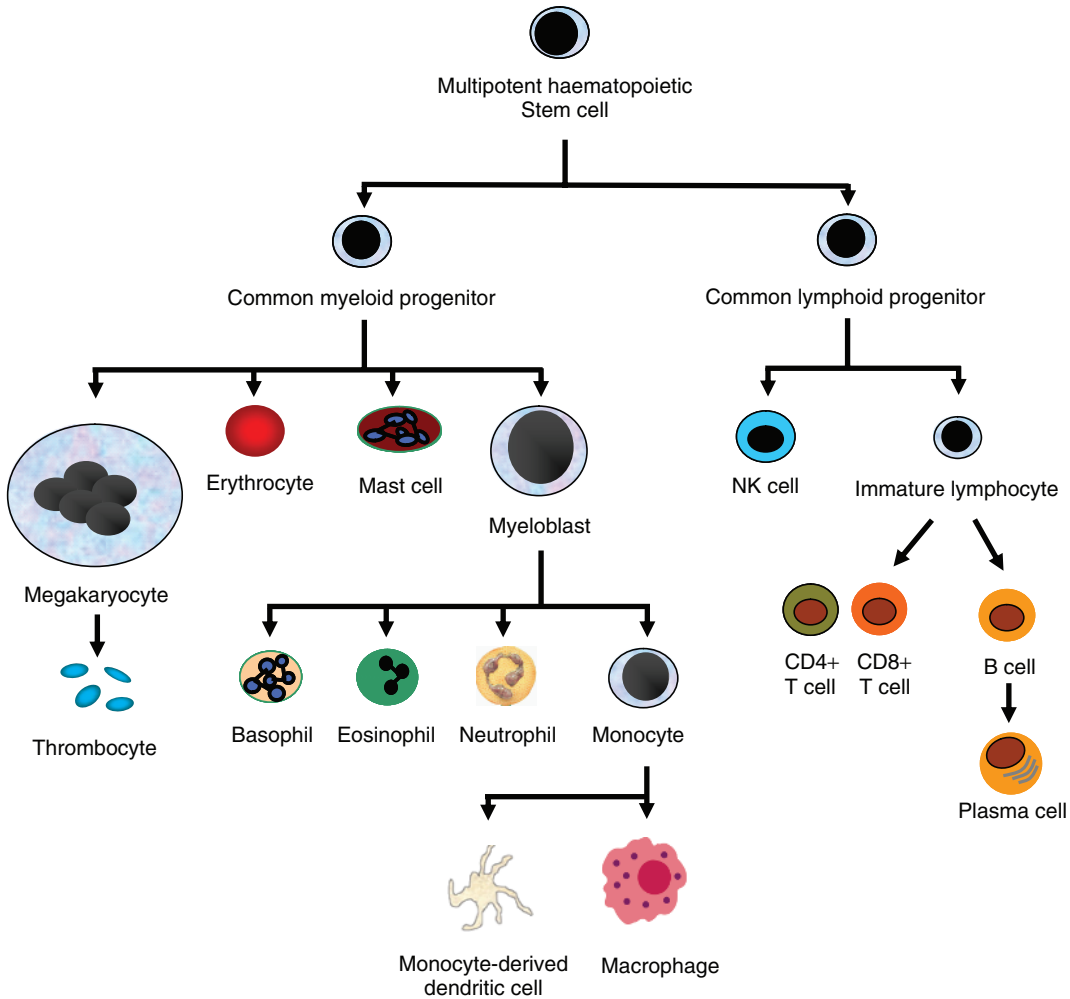 Multipotent haematopoietic
Stem cell
Common myeloid progenitor
Common lymphoid progenitor
Megakaryocyte
Erythrocyte
Mast cell
Myeloblast
NK cell
Immature lymphocyte
Thrombocyte
Basophil
Eosinophil
Neutrophil
Monocyte
CD4+
T cell
CD8+
T cell
B cell
Plasma cell
Monocyte-derived
dendritic cell
Macrophage